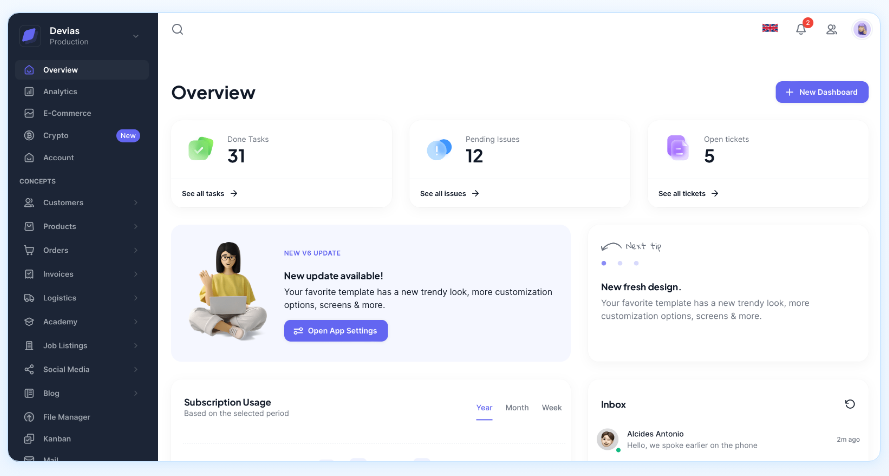 Devias
Production
Overview
Analytics
E-Commerce
Crypto
New
Account
CONCEPTS
Customers
Products
Orders
Invoices
Logistics
Academy
Job Listings
Social Media
Blog
File Manager
Kanban
Mail
2
Overview
New Dashboard
Done Tasks
31
See all tasks
Pending Issues
12
See all issues
Open tickets
5
See all tickets
NEW V6 UPDATE
New update available!
Your favorite template has a new trendy look, more customization
options, screens & more.
Open App Settings
Next tip
New fresh design.
Your favorite template has a new trendy look, more
customization options, screens & more.
Subscription Usage
Based on the selected period
Year
Month
Week
Inbox
Alcides Antonio
Hello, we spoke earlier on the phone
2m ago